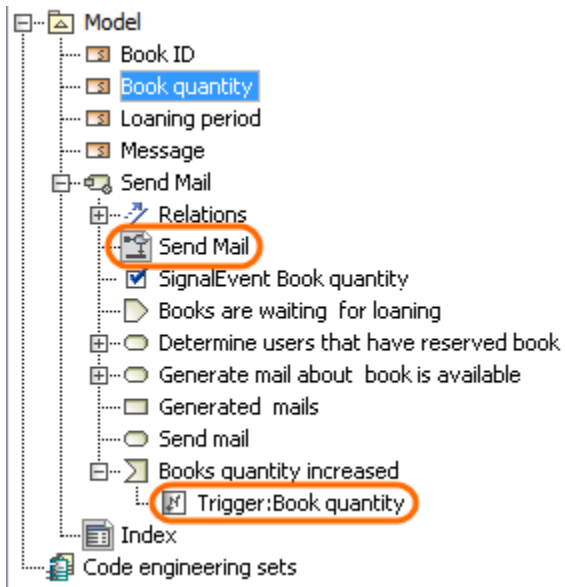 Model
Book ID
Book quantity
Loaning period
Message
Send Mail
Relations
Send Mail
SignalEvent Book quantity
Books are waiting for loaning
Determine users that have reserved book
Generate mail about book is available
Generated mails
Send mail
Books quantity increased
Trigger:Book quantity
Index
Code engineering sets